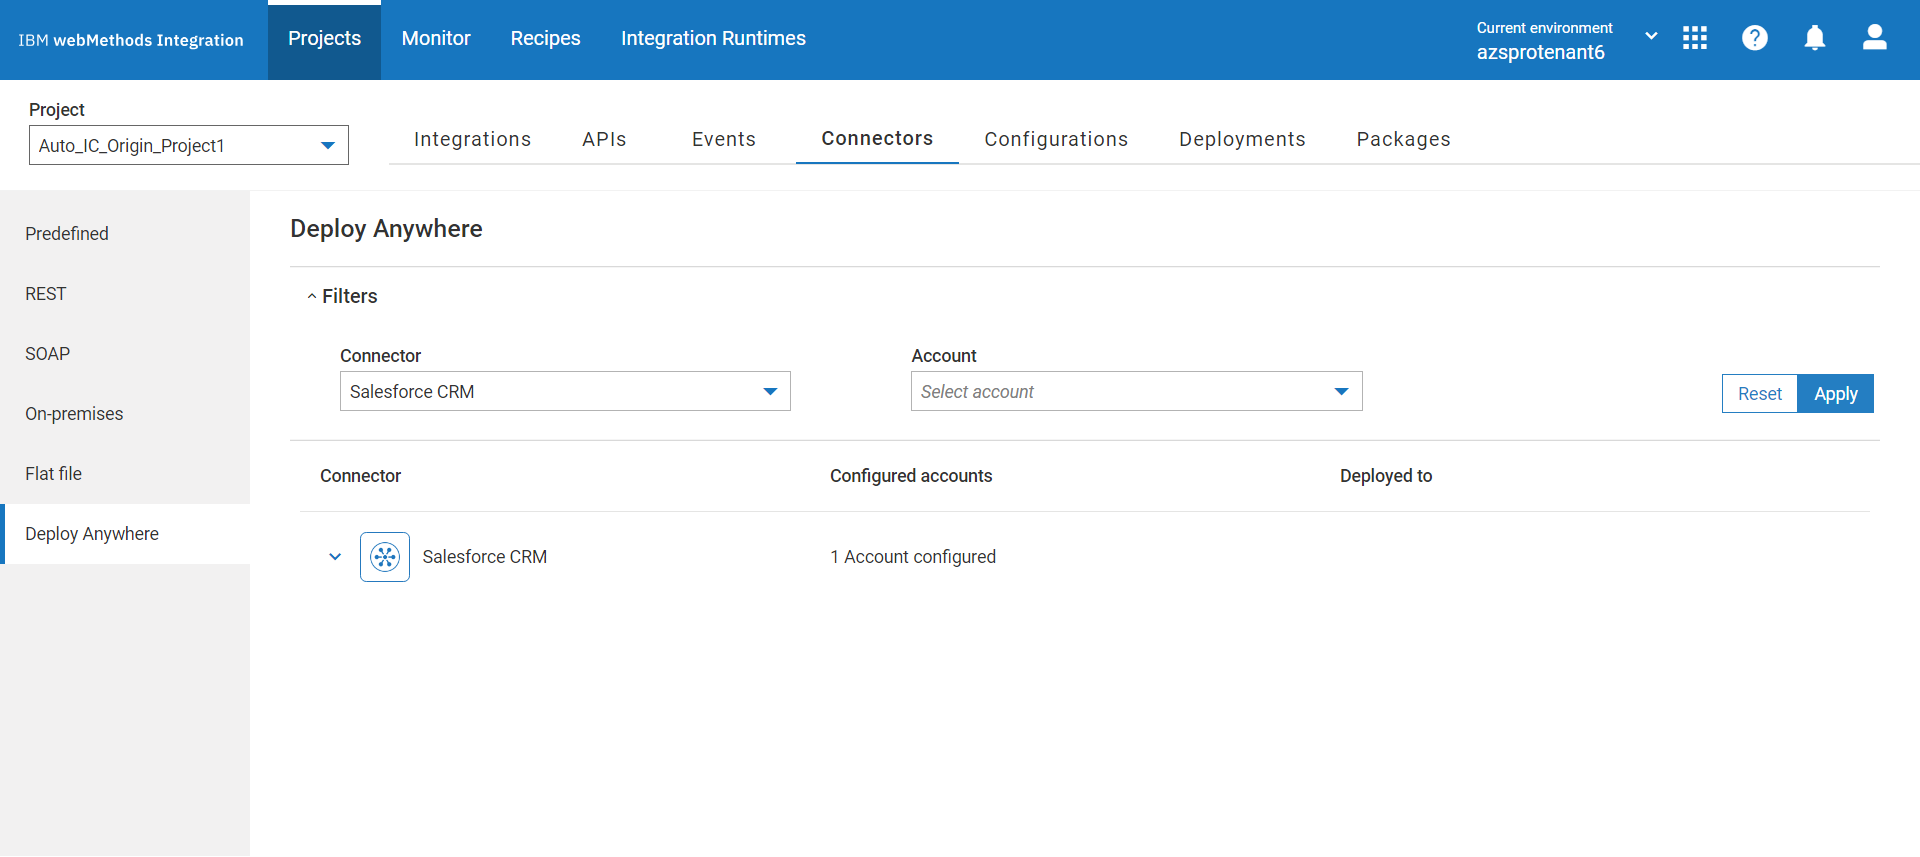 IBM webMethods Integration
Projects
Monitor
Recipes
Integration Runtimes
Current environment
azsprotenant6
Project
Auto_IC_Origin_Project1
Integrations
APIs
Events
Connectors
Configurations
Deployments
Packages
Predefined
REST
SOAP
On-premises
Flat file
Deploy Anywhere
Deploy Anywhere
Filters
Connector
Account
Salesforce CRM
Select account
Reset
Apply
Connector
Configured accounts
Deployed to
Salesforce CRM
1 Account configured